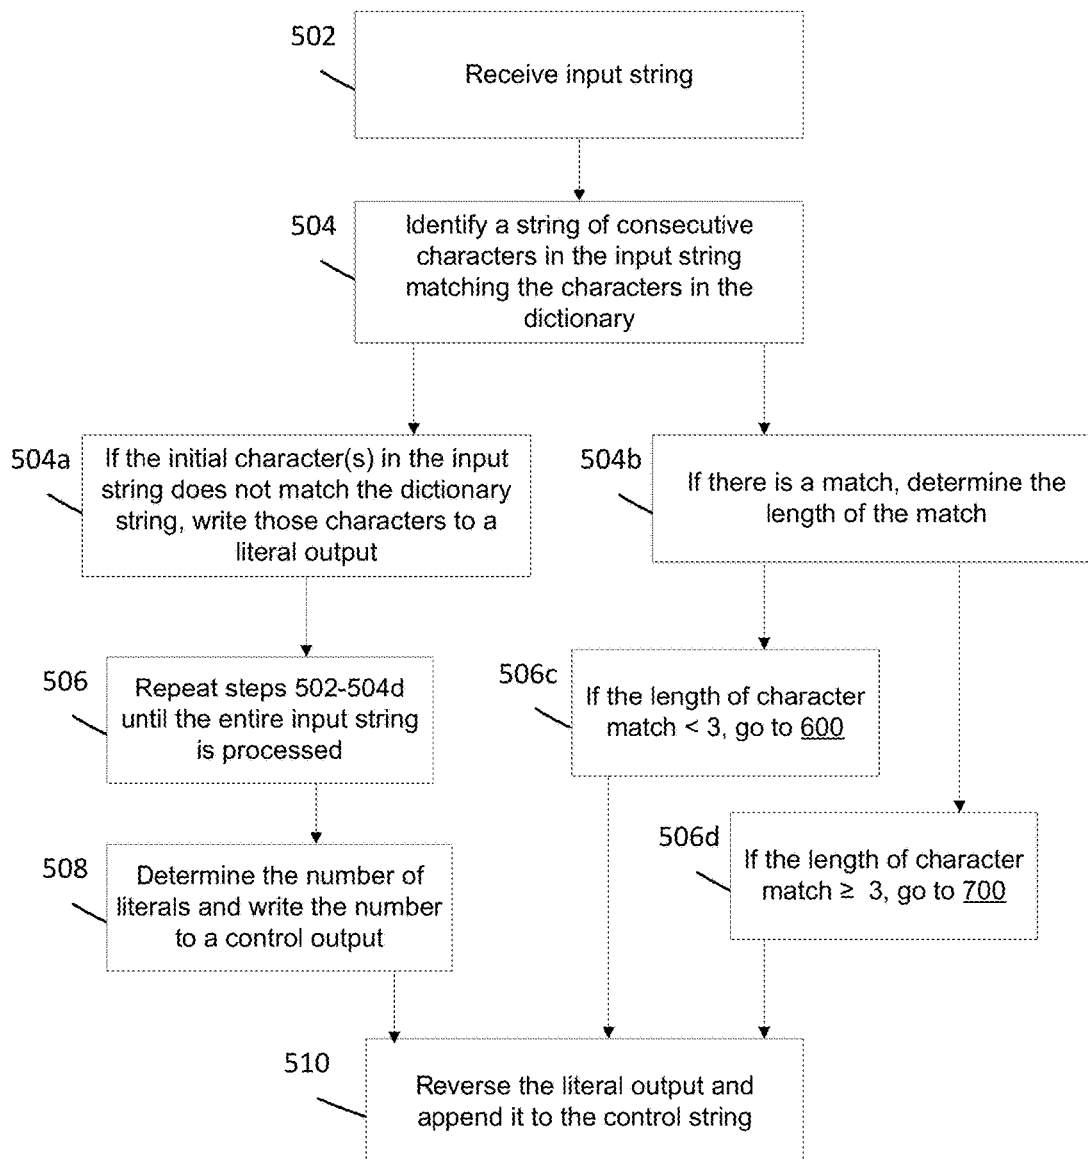 502
Receive input string
504
Identify a string of consecutive
characters in the input string
matching the characters in the
dictionary
504a
If the initial character(s) in the input
string does not match the dictionary
string, write those characters to a
literal output
504b
If there is a match, determine the
length of the match
506
Repeat steps 502-504d
until the entire input string
is processed
506c
If the length of character
match < 3, go to 600
506d
If the length of character
match ≥ 3, go to 700
508
Determine the number of
literals and write the number
to a control output
510
Reverse the literal output and
append it to the control string